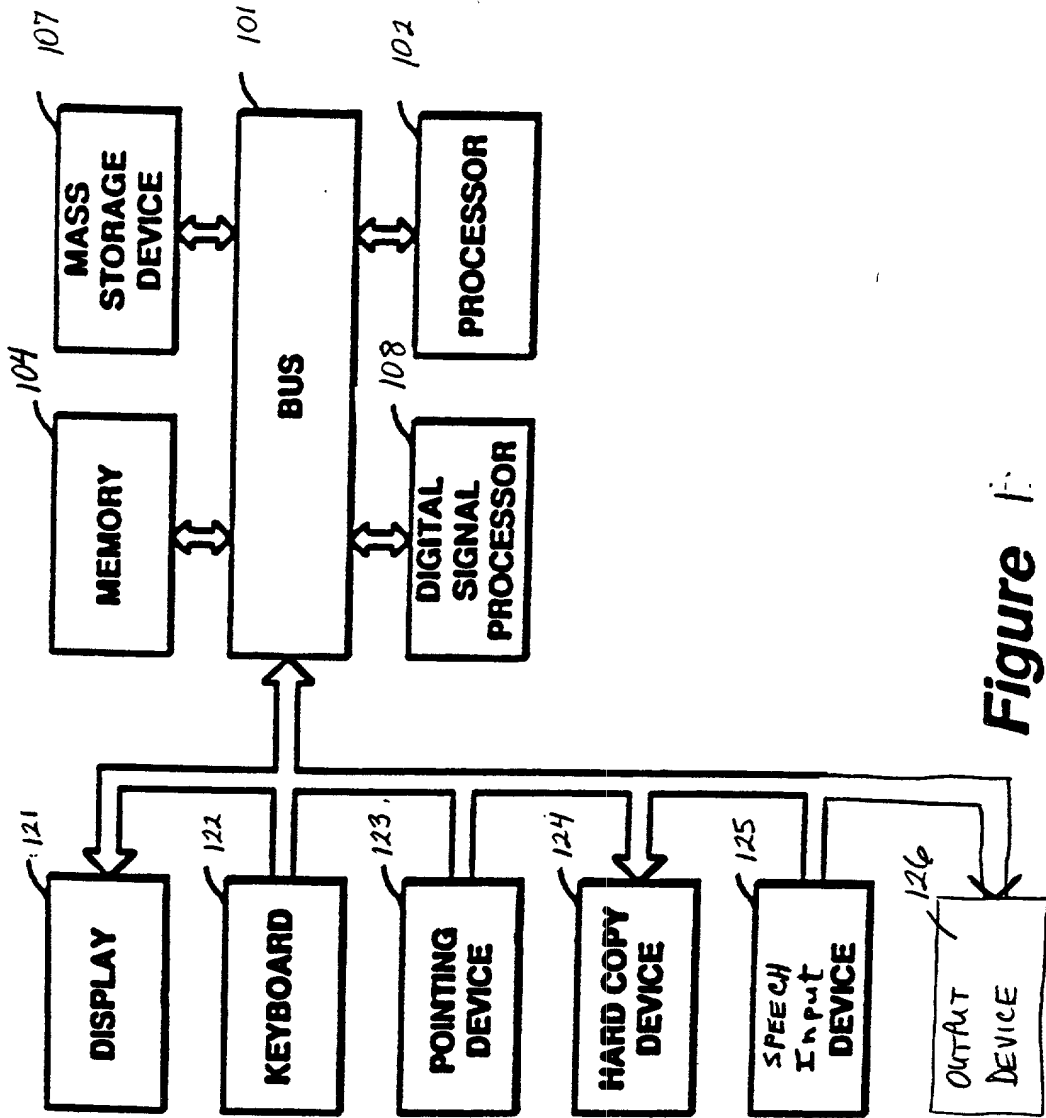 107
MASS
STORAGE
DEVICE
104
MEMORY
101
BUS
108
DIGITAL
SIGNAL
PROCESSOR
102
PROCESSOR
121
DISPLAY
122
KEYBOARD
123
POINTING
DEVICE
124
HARD COPY
DEVICE
125
SPEECH
Input
DEVICE
126
OUTPUT
DEVICE
Figure 1